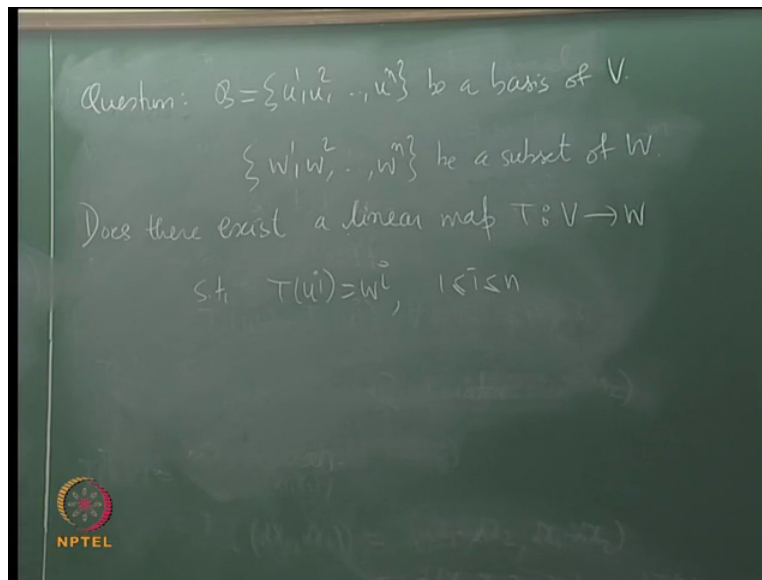 Question: B = {u¹, u², .., uⁿ} be a basis of V.
{w¹, w², .., wⁿ} be a subset of W.
Does there exist a linear map T : V → W
s.t. T(uⁱ) = wⁱ, 1 ≤ i ≤ n
NPTEL